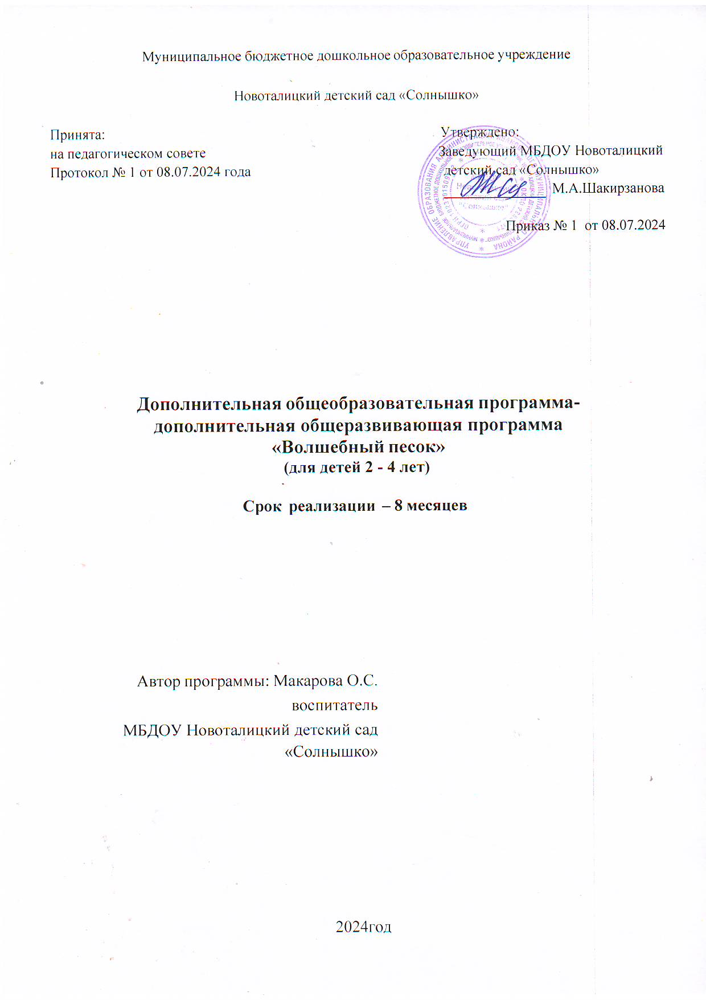 Муниципальное бюджетное дошкольное образовательное учреждение
Новоталицкий детский сад «Солнышко»
Принята:
на педагогическом совете
Протокол № 1 от 08.07.2024 года
Утверждено:
Заведующий МБДОУ Новоталицкий
детский сад «Солнышко»
М.А.Шакирзанова
Приказ № 1 от 08.07.2024
Дополнительная общеобразовательная программа-
дополнительная общеразвивающая программа
«Волшебный песок»
(для детей 2 - 4 лет)
Срок реализации – 8 месяцев
Автор программы: Макарова О.С.
воспитатель
МБДОУ Новоталицкий детский сад
«Солнышко»
2024год